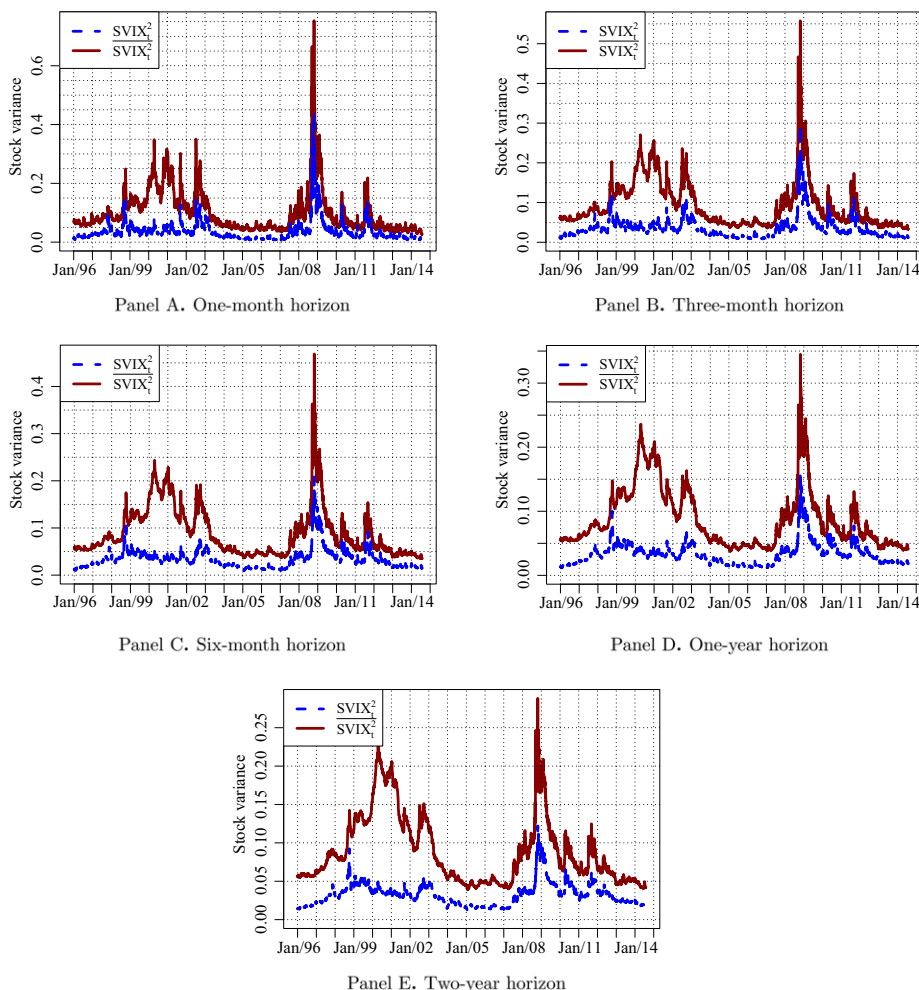 SVIX²ₜ
SVIX²ₜ
Stock variance
0.6
0.4
0.2
0.0
Jan/96 Jan/99 Jan/02 Jan/05 Jan/08 Jan/11 Jan/14
Panel A. One-month horizon
SVIX²ₜ
SVIX²ₜ
Stock variance
0.5
0.4
0.3
0.2
0.1
0.0
Jan/96 Jan/99 Jan/02 Jan/05 Jan/08 Jan/11 Jan/14
Panel B. Three-month horizon
SVIX²ₜ
SVIX²ₜ
Stock variance
0.4
0.3
0.2
0.1
0.0
Jan/96 Jan/99 Jan/02 Jan/05 Jan/08 Jan/11 Jan/14
Panel C. Six-month horizon
SVIX²ₜ
SVIX²ₜ
Stock variance
0.30
0.20
0.10
0.00
Jan/96 Jan/99 Jan/02 Jan/05 Jan/08 Jan/11 Jan/14
Panel D. One-year horizon
SVIX²ₜ
SVIX²ₜ
Stock variance
0.25
0.20
0.15
0.10
0.05
0.00
Jan/96 Jan/99 Jan/02 Jan/05 Jan/08 Jan/11 Jan/14
Panel E. Two-year horizon